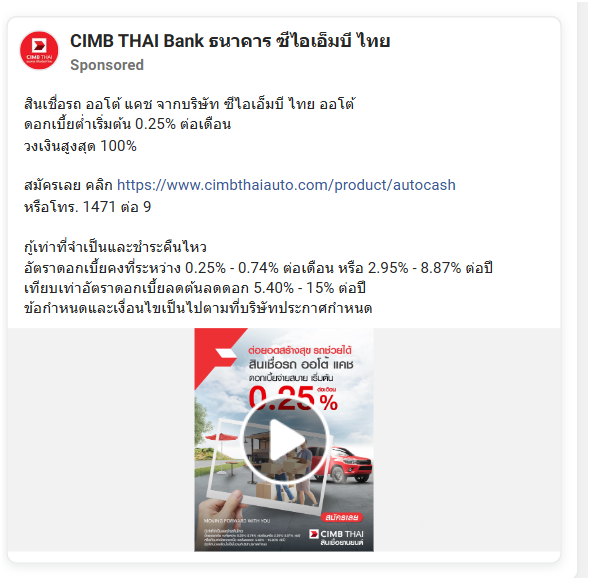 CIMB THAI Bank ธนาคาร ซีไอเอ็มบี ไทย
Sponsored
CIMB THAI
สินเชื่อรถ ออโต้ แคช จากบริษัท ซีไอเอ็มบี ไทย ออโต้
ดอกเบี้ยต่ำเริ่มต้น 0.25% ต่อเดือน
วงเงินสูงสุด 100%
สมัครเลย คลิก https://www.cimbthaiauto.com/product/autocash
หรือโทร. 1471 ต่อ 9
กู้เท่าที่จำเป็นและชำระคืนไหว
อัตราดอกเบี้ยคงที่ระหว่าง 0.25% - 0.74% ต่อเดือน หรือ 2.95% - 8.87% ต่อปี
เทียบเท่าอัตราดอกเบี้ยลดต้นลดดอก 5.40% - 15% ต่อปี
ข้อกำหนดและเงื่อนไขเป็นไปตามที่บริษัทประกาศกำหนด
ต่อยอดสร้างสุข รถช่วยได้
สินเชื่อรถ ออโต้ แคช
ดอกเบี้ยจ่ายสบาย เริ่มต้น
0.25% ต่อเดือน
MOVING FORWARD WITH YOU
สมัครเลย
CIMB THAI
สินเชื่อรถยนต์